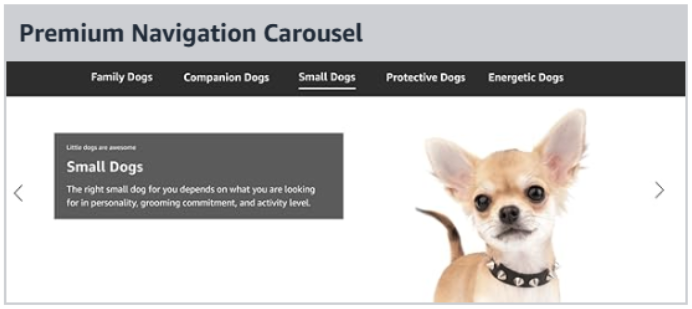 Premium Navigation Carousel
Family Dogs Companion Dogs Small Dogs Protective Dogs Energetic Dogs
Little dogs are awesome
Small Dogs
The right small dog for you depends on what you are looking
for in personality, grooming commitment, and activity level.